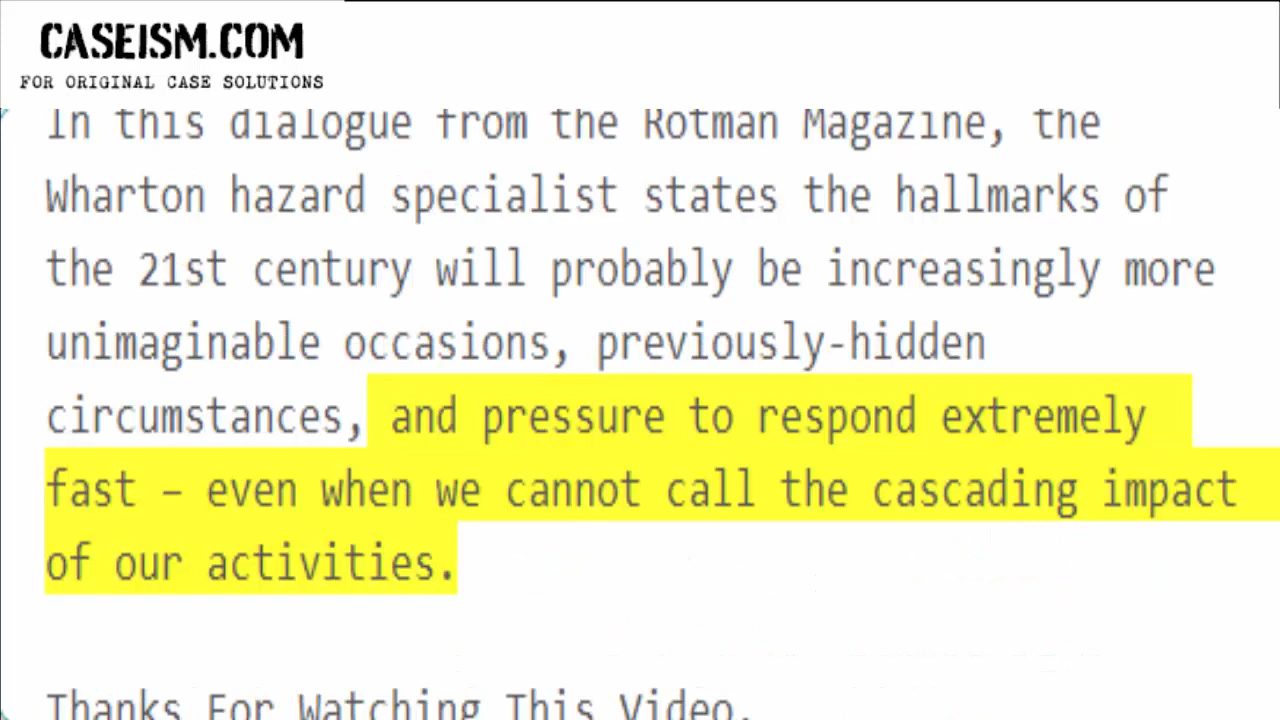 CASEISM.COM
FOR ORIGINAL CASE SOLUTIONS
In this dialogue from the Rotman Magazine, the
Wharton hazard specialist states the hallmarks of
the 21st century will probably be increasingly more
unimaginable occasions, previously-hidden
circumstances, and pressure to respond extremely
fast – even when we cannot call the cascading impact
of our activities.
Thanks For Watching This Video.